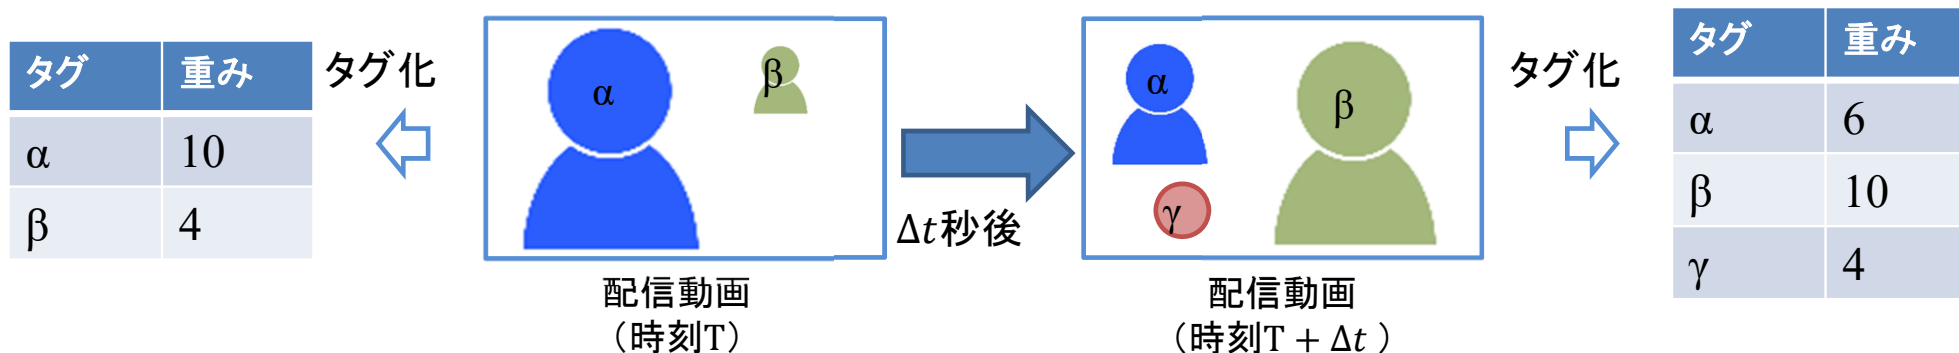 タグ 重み
α 10
β 4
タグ化
α
β
配信動画
（時刻T）
Δt秒後
α
β
γ
配信動画
（時刻T + Δt ）
タグ化
タグ 重み
α 6
β 10
γ 4